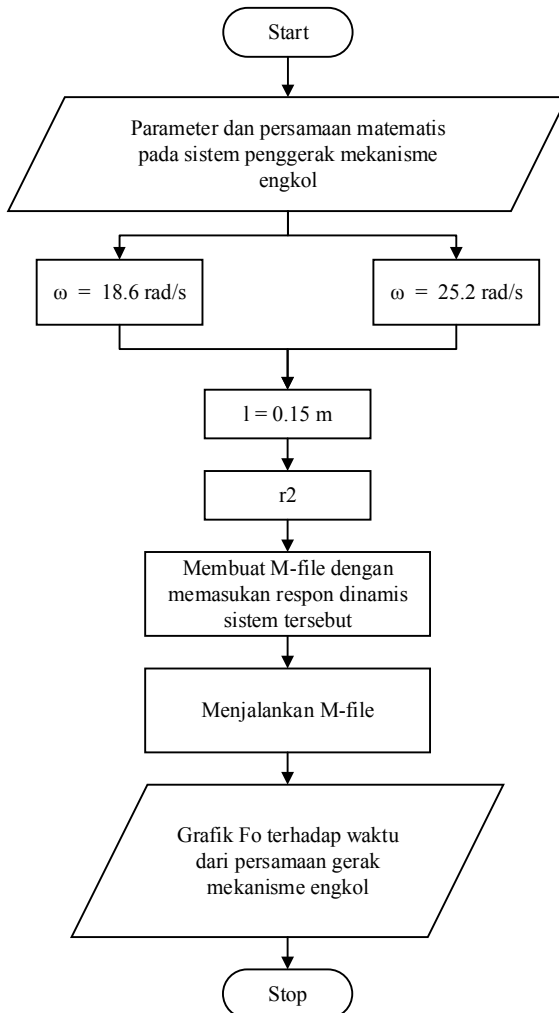 Start
Parameter dan persamaan matematis
pada sistem penggerak mekanisme
engkol
ω = 18.6 rad/s
ω = 25.2 rad/s
l = 0.15 m
r2
Membuat M-file dengan
memasukan respon dinamis
sistem tersebut
Menjalankan M-file
Grafik Fo terhadap waktu
dari persamaan gerak
mekanisme engkol
Stop